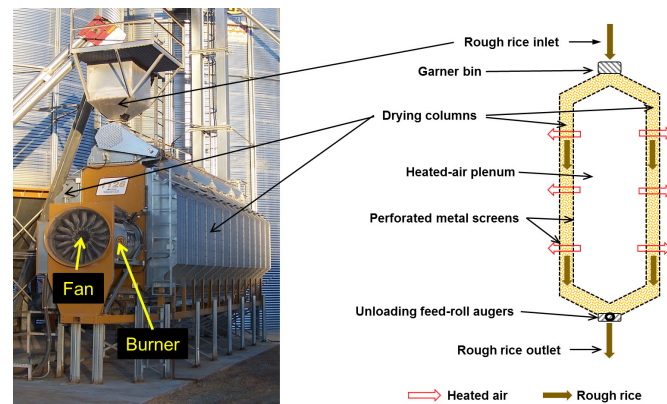 Rough rice inlet
Garner bin
Drying columns
Heated-air plenum
Perforated metal screens
Unloading feed-roll augers
Rough rice outlet
Heated air
Rough rice
Fan
Burner